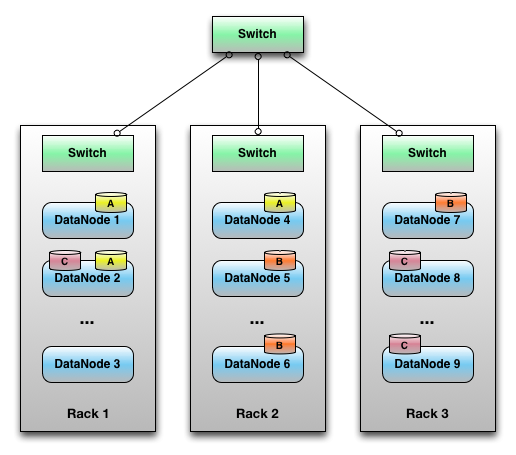 Switch
Switch
Switch
Switch
A
DataNode 1
A
DataNode 4
B
DataNode 7
C
A
DataNode 2
B
DataNode 5
C
DataNode 8
...
...
...
DataNode 3
B
DataNode 6
C
DataNode 9
Rack 1
Rack 2
Rack 3